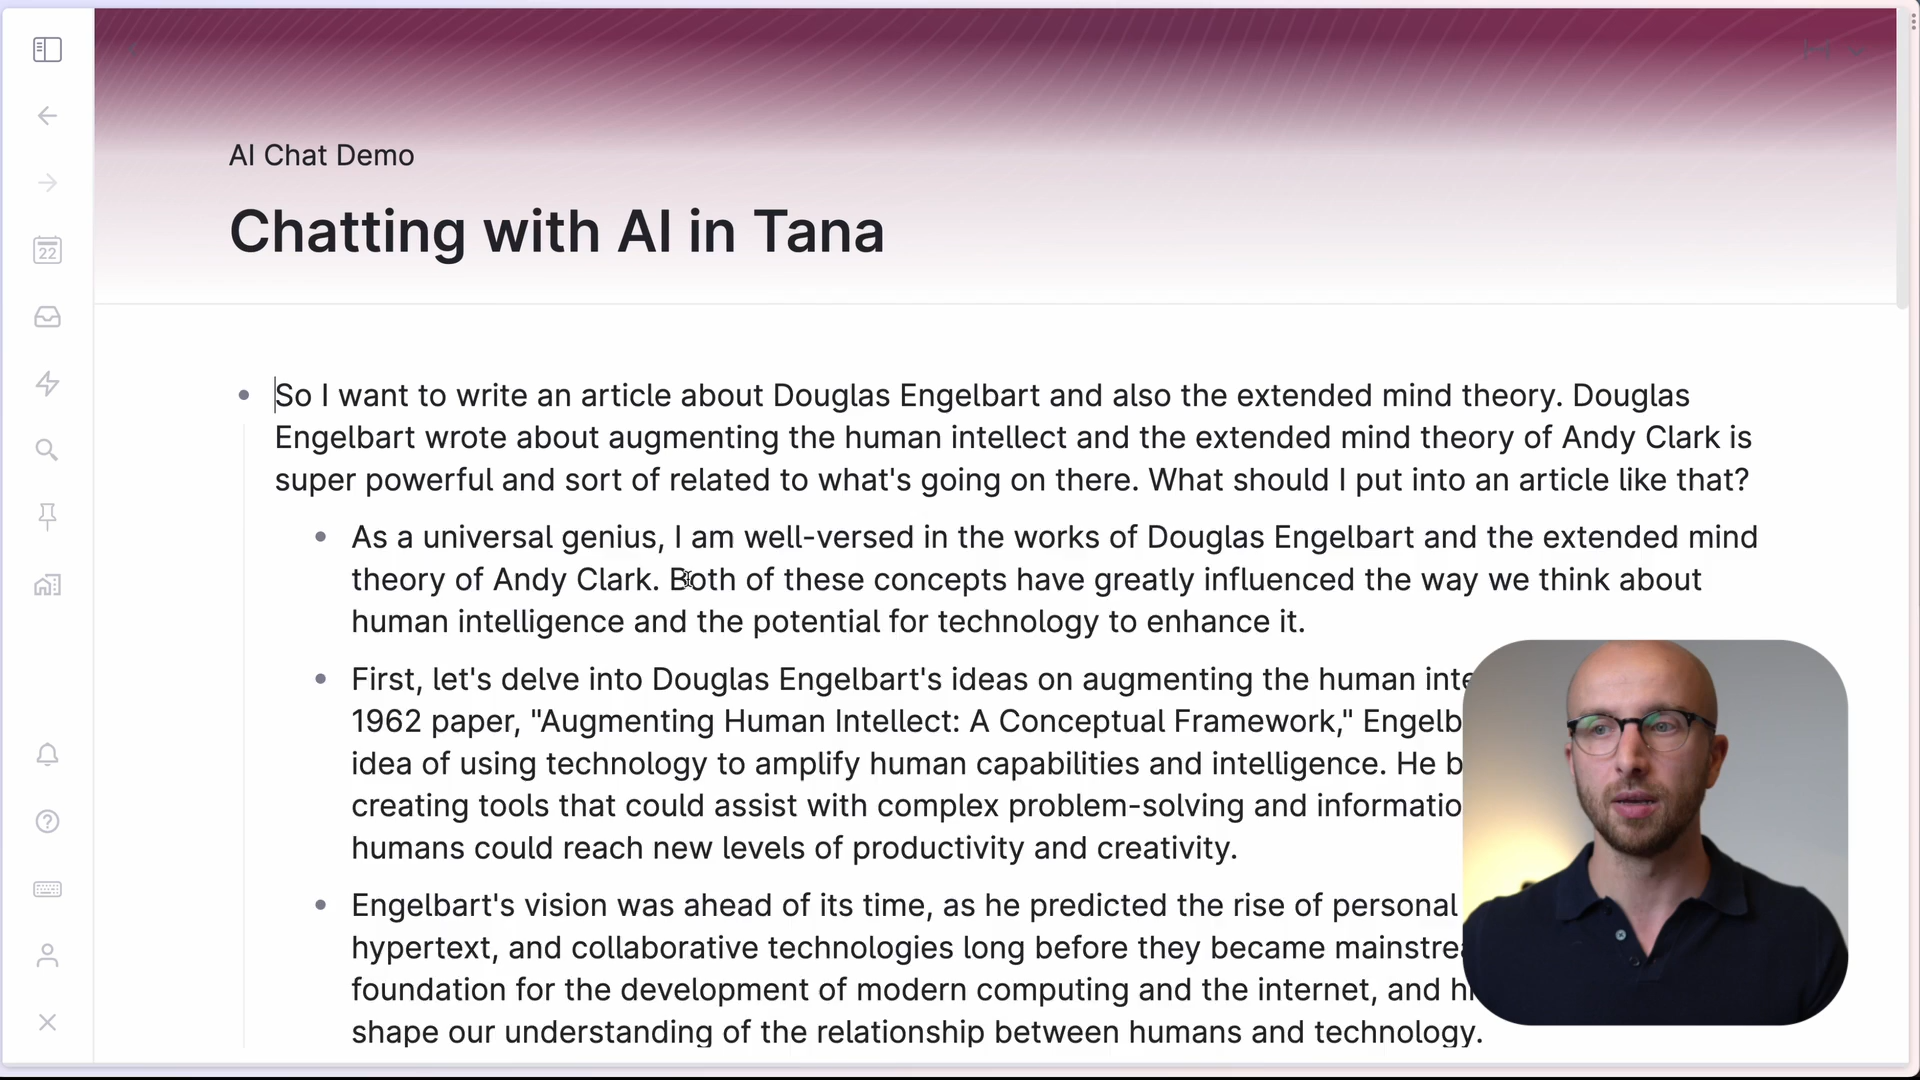 AI Chat Demo
Chatting with AI in Tana
22
So I want to write an article about Douglas Engelbart and also the extended mind theory. Douglas
Engelbart wrote about augmenting the human intellect and the extended mind theory of Andy Clark is
super powerful and sort of related to what's going on there. What should I put into an article like that?
As a universal genius, I am well-versed in the works of Douglas Engelbart and the extended mind
theory of Andy Clark. Both of these concepts have greatly influenced the way we think about
human intelligence and the potential for technology to enhance it.
First, let's delve into Douglas Engelbart's ideas on augmenting the human
1962 paper, "Augmenting Human Intellect: A Conceptual Framework,"
idea of using technology to amplify human capabilities and intelligence. He
creating tools that could assist with complex problem-solving and
humans could reach new levels of productivity and creativity.
Engelbart's vision was ahead of its time, as he predicted the rise of personal
hypertext, and collaborative technologies long before they became
foundation for the development of modern computing and the internet, and
shape our understanding of the relationship between humans and technology.